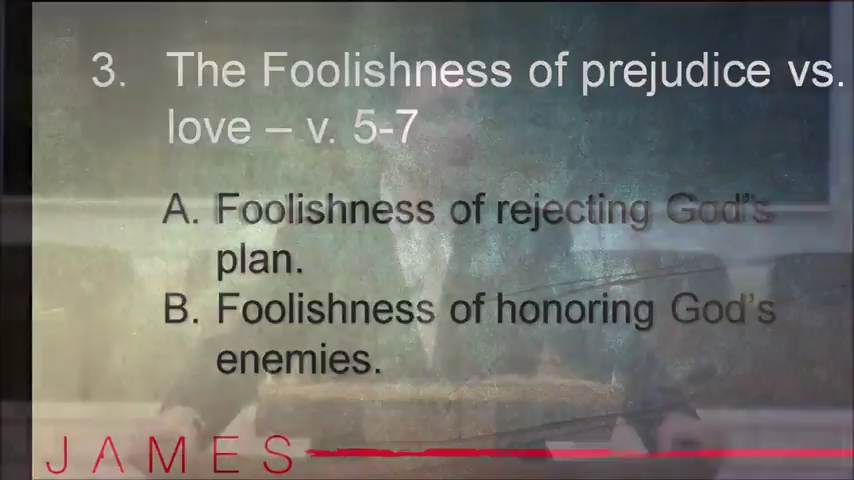 3. The Foolishness of prejudice vs.
love – v. 5-7
A. Foolishness of rejecting God's
plan.
B. Foolishness of honoring God's
enemies.
JAMES